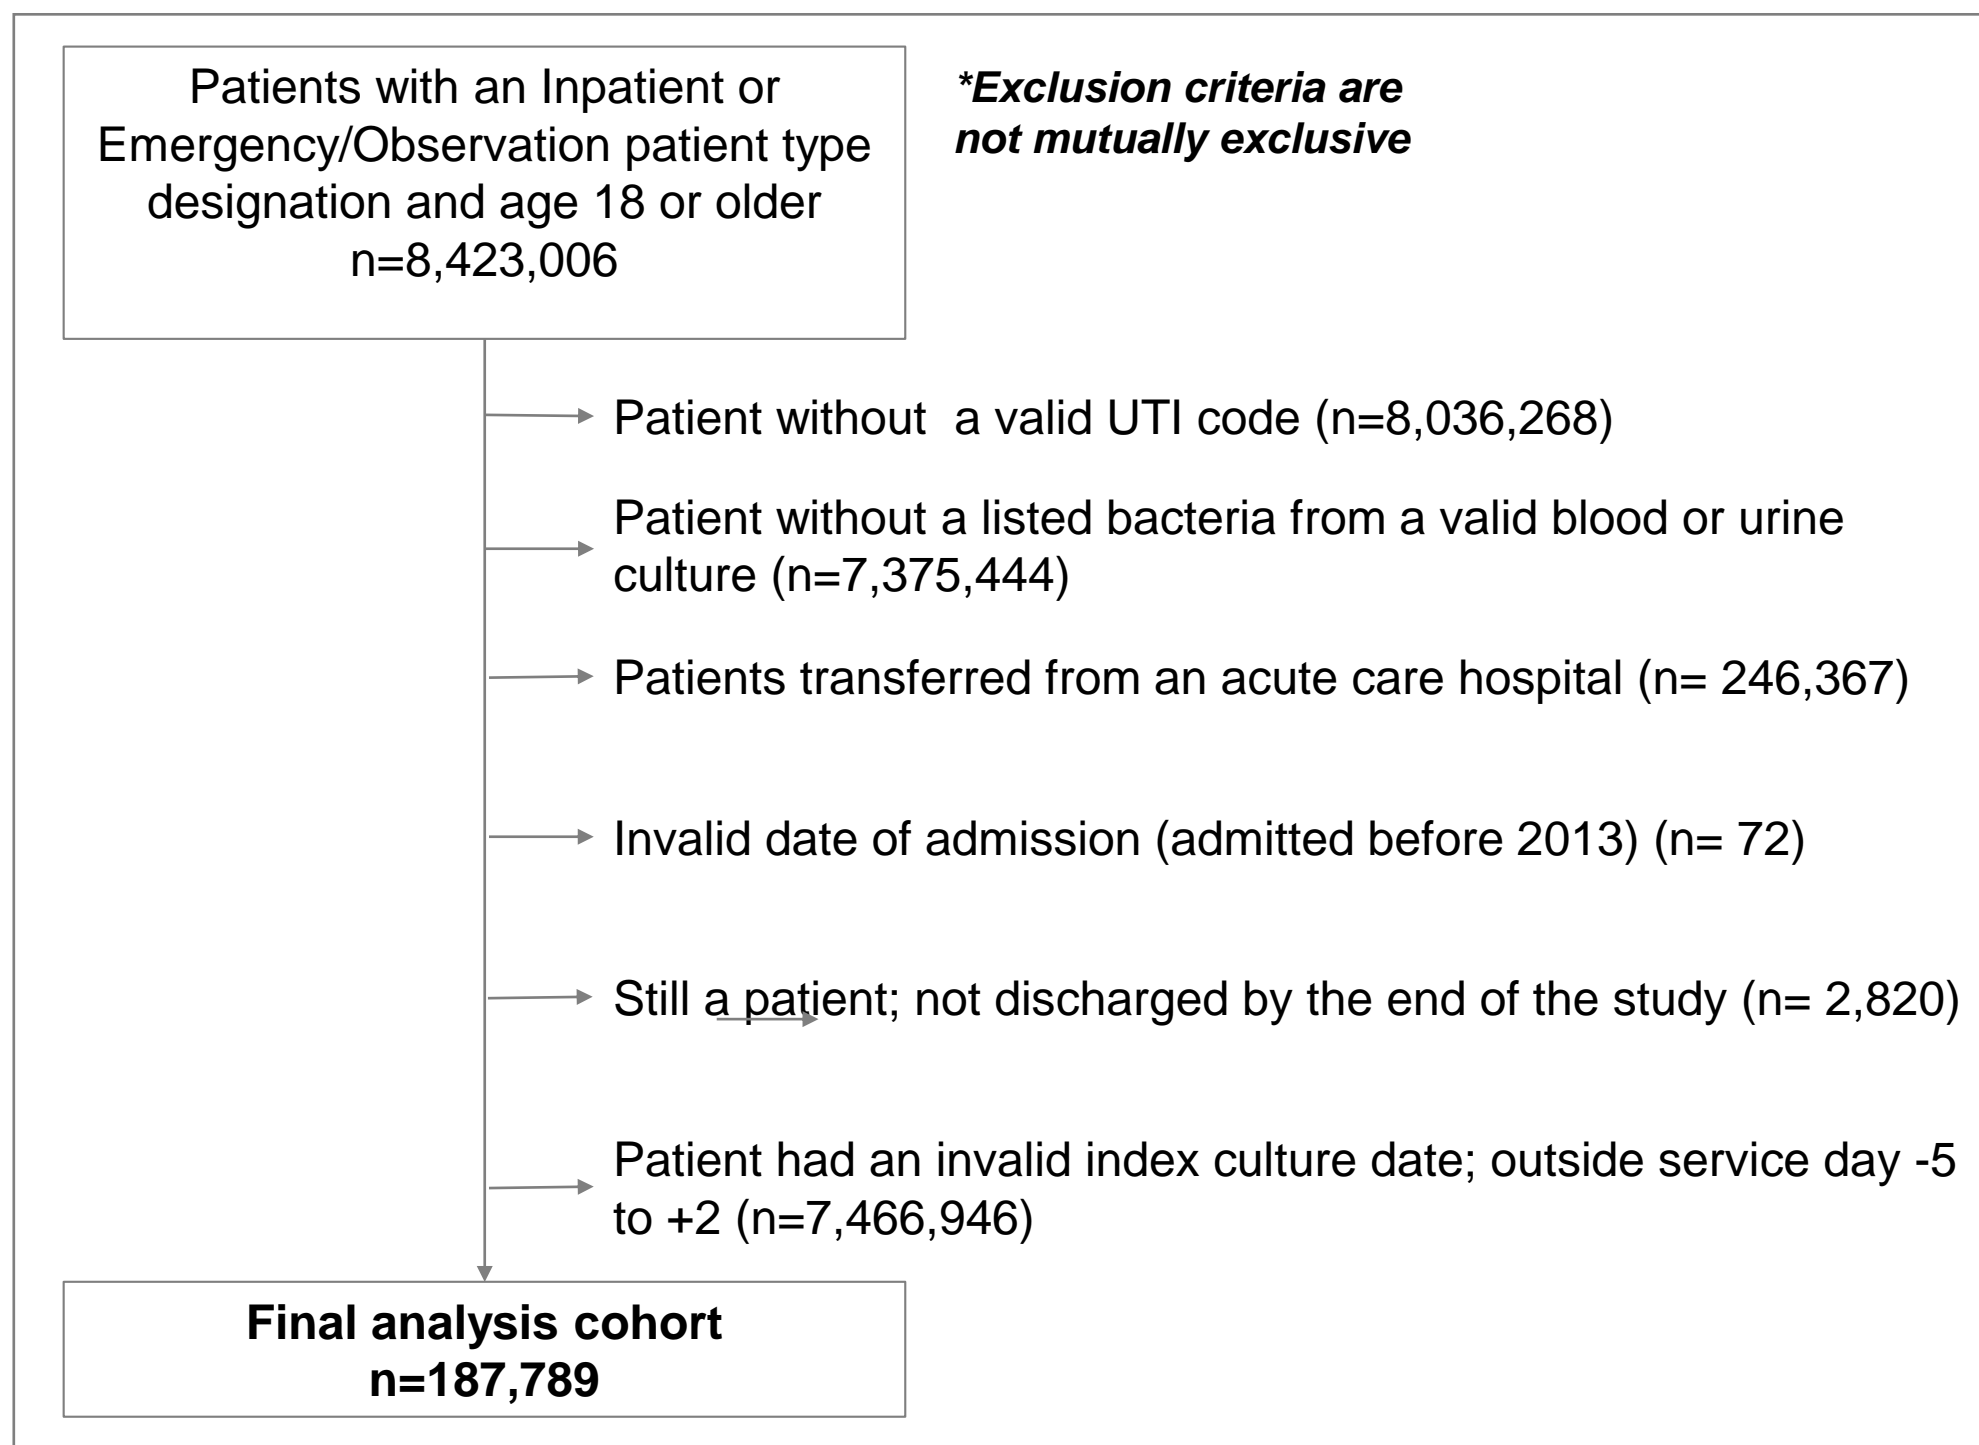 Patients with an Inpatient or
Emergency/Observation patient type
designation and age 18 or older
n=8,423,006
*Exclusion criteria are
not mutually exclusive
Patient without  a valid UTI code (n=8,036,268)
Patient without a listed bacteria from a valid blood or urine
culture (n=7,375,444)
Patients transferred from an acute care hospital (n= 246,367)
Invalid date of admission (admitted before 2013) (n= 72)
Still a patient; not discharged by the end of the study (n= 2,820)
Patient had an invalid index culture date; outside service day -5
to +2 (n=7,466,946)
Final analysis cohort
n=187,789